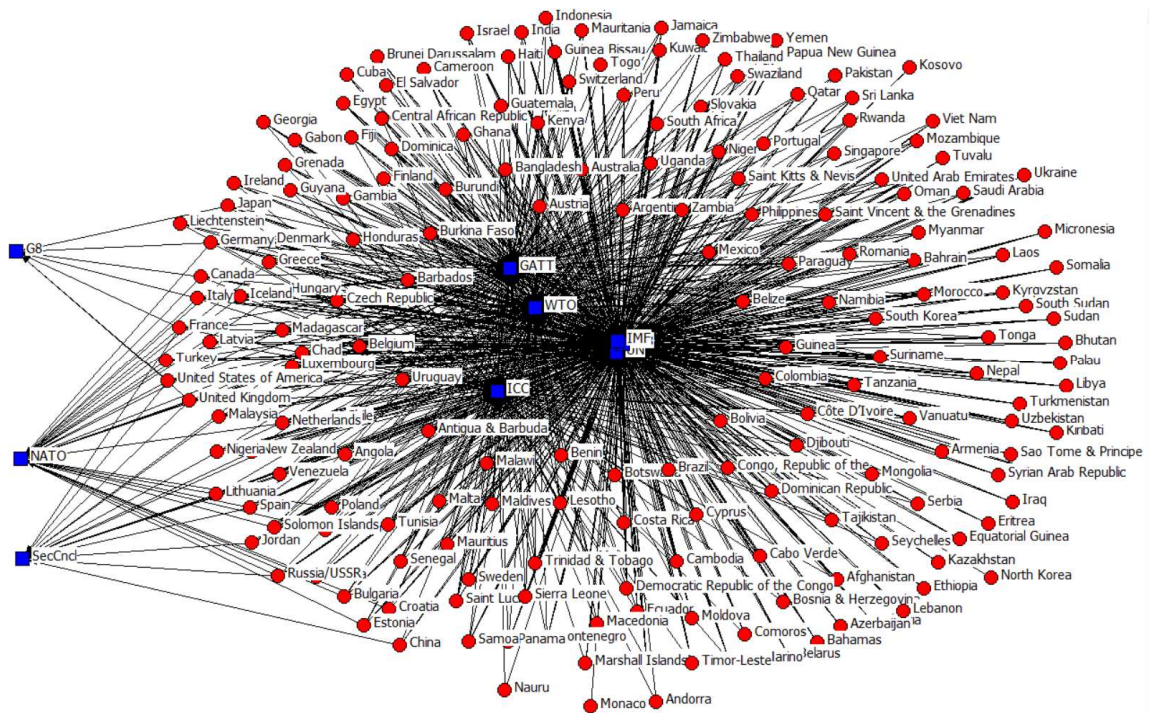 Indonesia
Israel
India
Mauritania
Jamaica
Zimbabwe
Yemen
Brunei Darussalam
Haiti
Guinea Bissau
Kuwait
Thailand
Papua New Guinea
Cuba
Cameroon
Togo
Kosovo
El Salvador
Switzerland
Swaziland
Pakistan
Egypt
Guatemala
Peru
Slovakia
Qatar
Sri Lanka
Georgia
Central African Republic
Kenya
South Africa
Rwanda
Viet Nam
Gabon
Fiji
Ghana
Niger
Portugal
Mozambique
Grenada
Dominica
Bangladesh
Australia
Uganda
Singapore
Tuvalu
Ireland
Guyana
Finland
Burundi
Saint Kitts & Nevis
United Arab Emirates
Ukraine
Japan
Gambia
Austria
Argentin
Zambia
Oman
Saudi Arabia
Liechtenstein
Philippines
Saint Vincent & the Grenadines
Germany
Denmark
Honduras
Burkina Faso
Myanmar
Micronesia
G8
Greece
Mexico
Paraguay
Romania
Bahrain
Laos
Canada
Barbados
GATT
Somalia
Italy
Iceland
Hungary
Czech Republic
WTO
Belize
Namibia
Morocco
Kyrgyzstan
South Sudan
France
Madagascar
South Korea
Sudan
Latvia
Chad
Belgium
IMF
UN
Guinea
Tonga
Bhutan
Turkey
Luxembourg
Suriname
Palau
United States of America
Uruguay
ICC
Colombia
Tanzania
Nepal
Libya
United Kingdom
Turkmenistan
Malaysia
Netherlands
Antigua & Barbuda
Bolivia
Côte D'Ivoire
Vanuatu
Uzbekistan
Kiribati
NATO
Nigeria
New Zealand
Angola
Malawi
Benin
Djibouti
Armenia
Sao Tome & Principe
Venezuela
Botsw
Brazil
Congo, Republic of the
Mongolia
Syrian Arab Republic
Lithuania
Spain
Poland
Malta
Maldives
Lesotho
Dominican Republic
Serbia
Iraq
Solomon Islands
Tunisia
Costa Rica
Cyprus
Tajikistan
Eritrea
Jordan
Mauritius
Seychelles
Equatorial Guinea
SecCncl
Senegal
Trinidad & Tobago
Cambodia
Cabo Verde
Kazakhstan
Russia/USSR
Sweden
Democratic Republic of the Congo
Afghanistan
Ethiopia
North Korea
Bulgaria
Croatia
Saint Luc
Sierra Leone
Ecuador
Bosnia & Herzegovina
Lebanon
Estonia
Macedonia
Moldova
Azerbaijan
China
Samoa
Panama
ontenegro
Comoros
Bahamas
Marshall Islands
Timor-Leste
arino
Belarus
Nauru
Monaco
Andorra